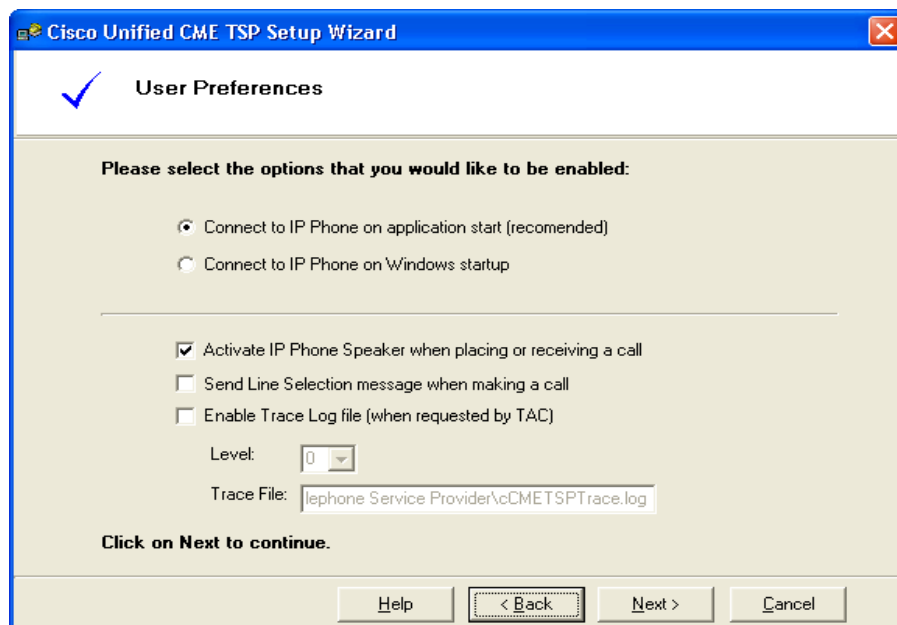 Cisco Unified CME TSP Setup Wizard
User Preferences
Please select the options that you would like to be enabled:
Connect to IP Phone on application start (recomended)
Connect to IP Phone on Windows startup
Activate IP Phone Speaker when placing or receiving a call
Send Line Selection message when making a call
Enable Trace Log file (when requested by TAC)
Level: 0
Trace File: lephone Service Provider\cCMETSPTrace.log
Click on Next to continue.
Help < Back Next > Cancel